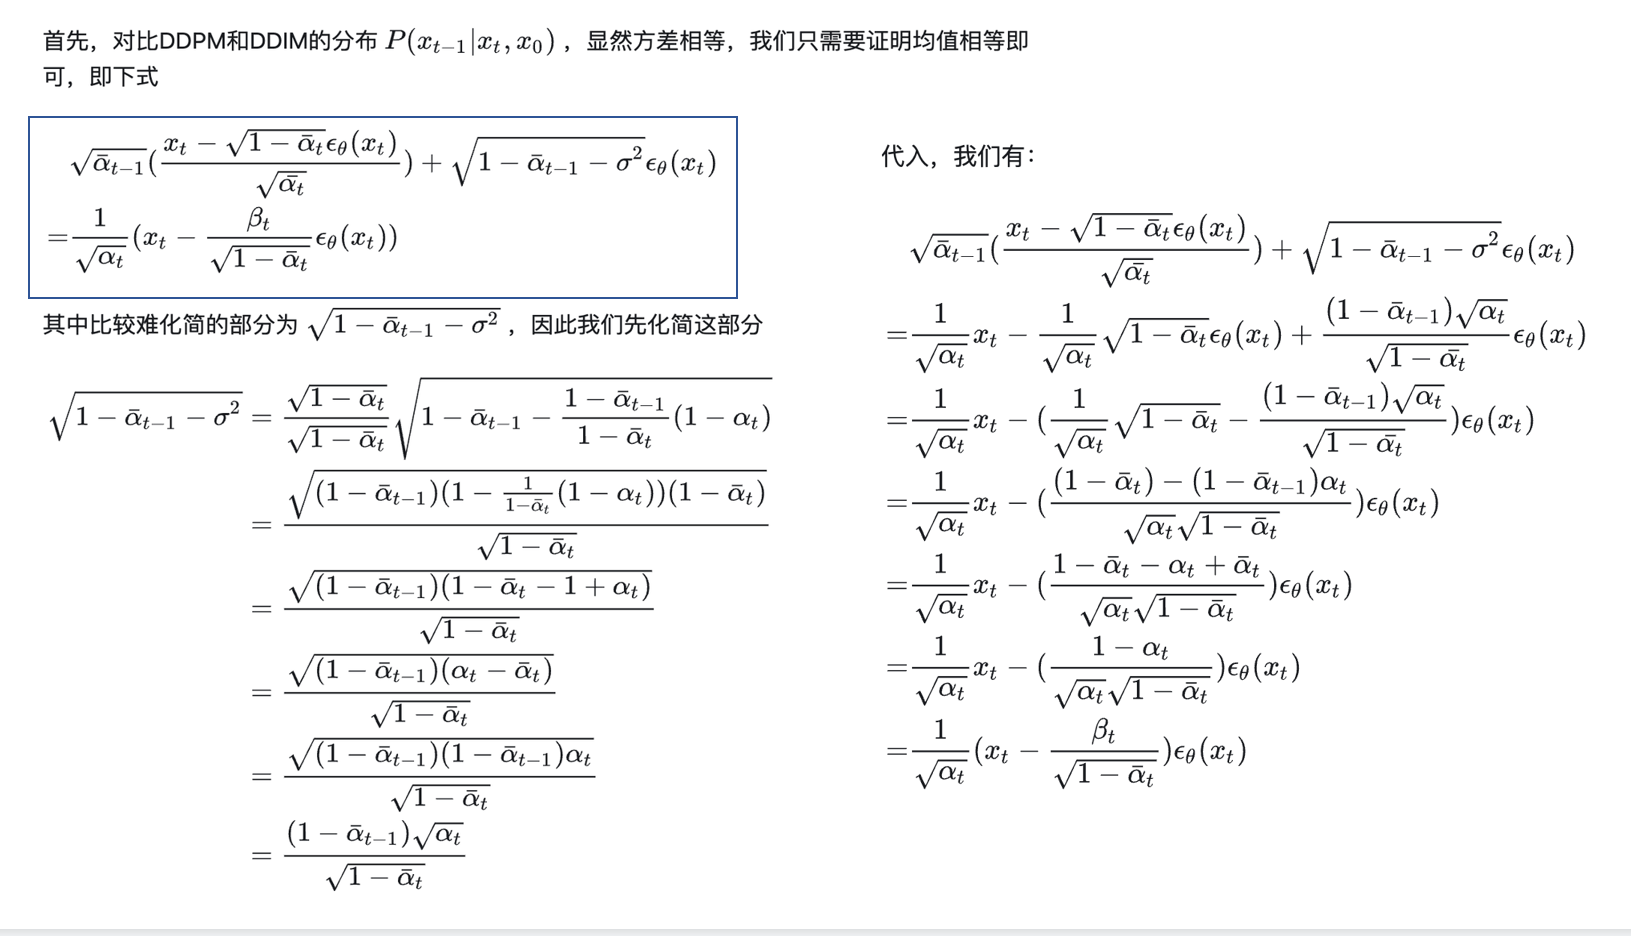 首先，对比DDPM和DDIM的分布 $P(x_{t-1}|x_t, x_0)$ ，显然方差相等，我们只需要证明均值相等即
可，即下式
$\sqrt{\bar{\alpha}_{t-1}}(\frac{x_t - \sqrt{1-\bar{\alpha}_t}\epsilon_\theta(x_t)}{\sqrt{\bar{\alpha}_t}}) + \sqrt{1-\bar{\alpha}_{t-1}-\sigma^2}\epsilon_\theta(x_t)$
$=\frac{1}{\sqrt{\alpha_t}}(x_t - \frac{\beta_t}{\sqrt{1-\bar{\alpha}_t}}\epsilon_\theta(x_t))$
其中比较难化简的部分为 $\sqrt{1-\bar{\alpha}_{t-1}-\sigma^2}$ ，因此我们先化简这部分
$\sqrt{1-\bar{\alpha}_{t-1}-\sigma^2} = \frac{\sqrt{1-\bar{\alpha}_t}}{\sqrt{1-\bar{\alpha}_t}}\sqrt{1-\bar{\alpha}_{t-1}-\frac{1-\bar{\alpha}_{t-1}}{1-\bar{\alpha}_t}(1-\alpha_t)}$
$= \frac{\sqrt{(1-\bar{\alpha}_{t-1})(1-\frac{1}{1-\bar{\alpha}_t}(1-\alpha_t))(1-\bar{\alpha}_t)}}{\sqrt{1-\bar{\alpha}_t}}$
$= \frac{\sqrt{(1-\bar{\alpha}_{t-1})(1-\bar{\alpha}_t-1+\alpha_t)}}{\sqrt{1-\bar{\alpha}_t}}$
$= \frac{\sqrt{(1-\bar{\alpha}_{t-1})(\alpha_t-\bar{\alpha}_t)}}{\sqrt{1-\bar{\alpha}_t}}$
$= \frac{\sqrt{(1-\bar{\alpha}_{t-1})(1-\bar{\alpha}_{t-1})\alpha_t}}{\sqrt{1-\bar{\alpha}_t}}$
$= \frac{(1-\bar{\alpha}_{t-1})\sqrt{\alpha_t}}{\sqrt{1-\bar{\alpha}_t}}$
代入，我们有：
$\sqrt{\bar{\alpha}_{t-1}}(\frac{x_t - \sqrt{1-\bar{\alpha}_t}\epsilon_\theta(x_t)}{\sqrt{\bar{\alpha}_t}}) + \sqrt{1-\bar{\alpha}_{t-1}-\sigma^2}\epsilon_\theta(x_t)$
$=\frac{1}{\sqrt{\alpha_t}}x_t - \frac{1}{\sqrt{\alpha_t}}\sqrt{1-\bar{\alpha}_t}\epsilon_\theta(x_t) + \frac{(1-\bar{\alpha}_{t-1})\sqrt{\alpha_t}}{\sqrt{1-\bar{\alpha}_t}}\epsilon_\theta(x_t)$
$=\frac{1}{\sqrt{\alpha_t}}x_t - (\frac{1}{\sqrt{\alpha_t}}\sqrt{1-\bar{\alpha}_t} - \frac{(1-\bar{\alpha}_{t-1})\sqrt{\alpha_t}}{\sqrt{1-\bar{\alpha}_t}})\epsilon_\theta(x_t)$
$=\frac{1}{\sqrt{\alpha_t}}x_t - (\frac{(1-\bar{\alpha}_t)-(1-\bar{\alpha}_{t-1})\alpha_t}{\sqrt{\alpha_t}\sqrt{1-\bar{\alpha}_t}})\epsilon_\theta(x_t)$
$=\frac{1}{\sqrt{\alpha_t}}x_t - (\frac{1-\bar{\alpha}_t-\alpha_t+\bar{\alpha}_t}{\sqrt{\alpha_t}\sqrt{1-\bar{\alpha}_t}})\epsilon_\theta(x_t)$
$=\frac{1}{\sqrt{\alpha_t}}x_t - (\frac{1-\alpha_t}{\sqrt{\alpha_t}\sqrt{1-\bar{\alpha}_t}})\epsilon_\theta(x_t)$
$=\frac{1}{\sqrt{\alpha_t}}(x_t - \frac{\beta_t}{\sqrt{1-\bar{\alpha}_t}})\epsilon_\theta(x_t)$